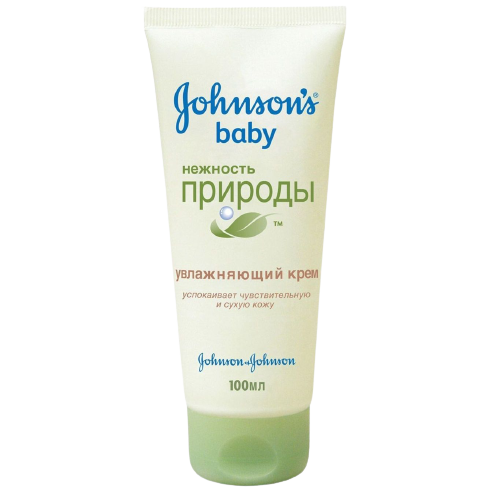 Johnson's®
baby
нежность
природы
™
увлажняющий крем
успокаивает чувствительную
и сухую кожу
Johnson & Johnson
100мл